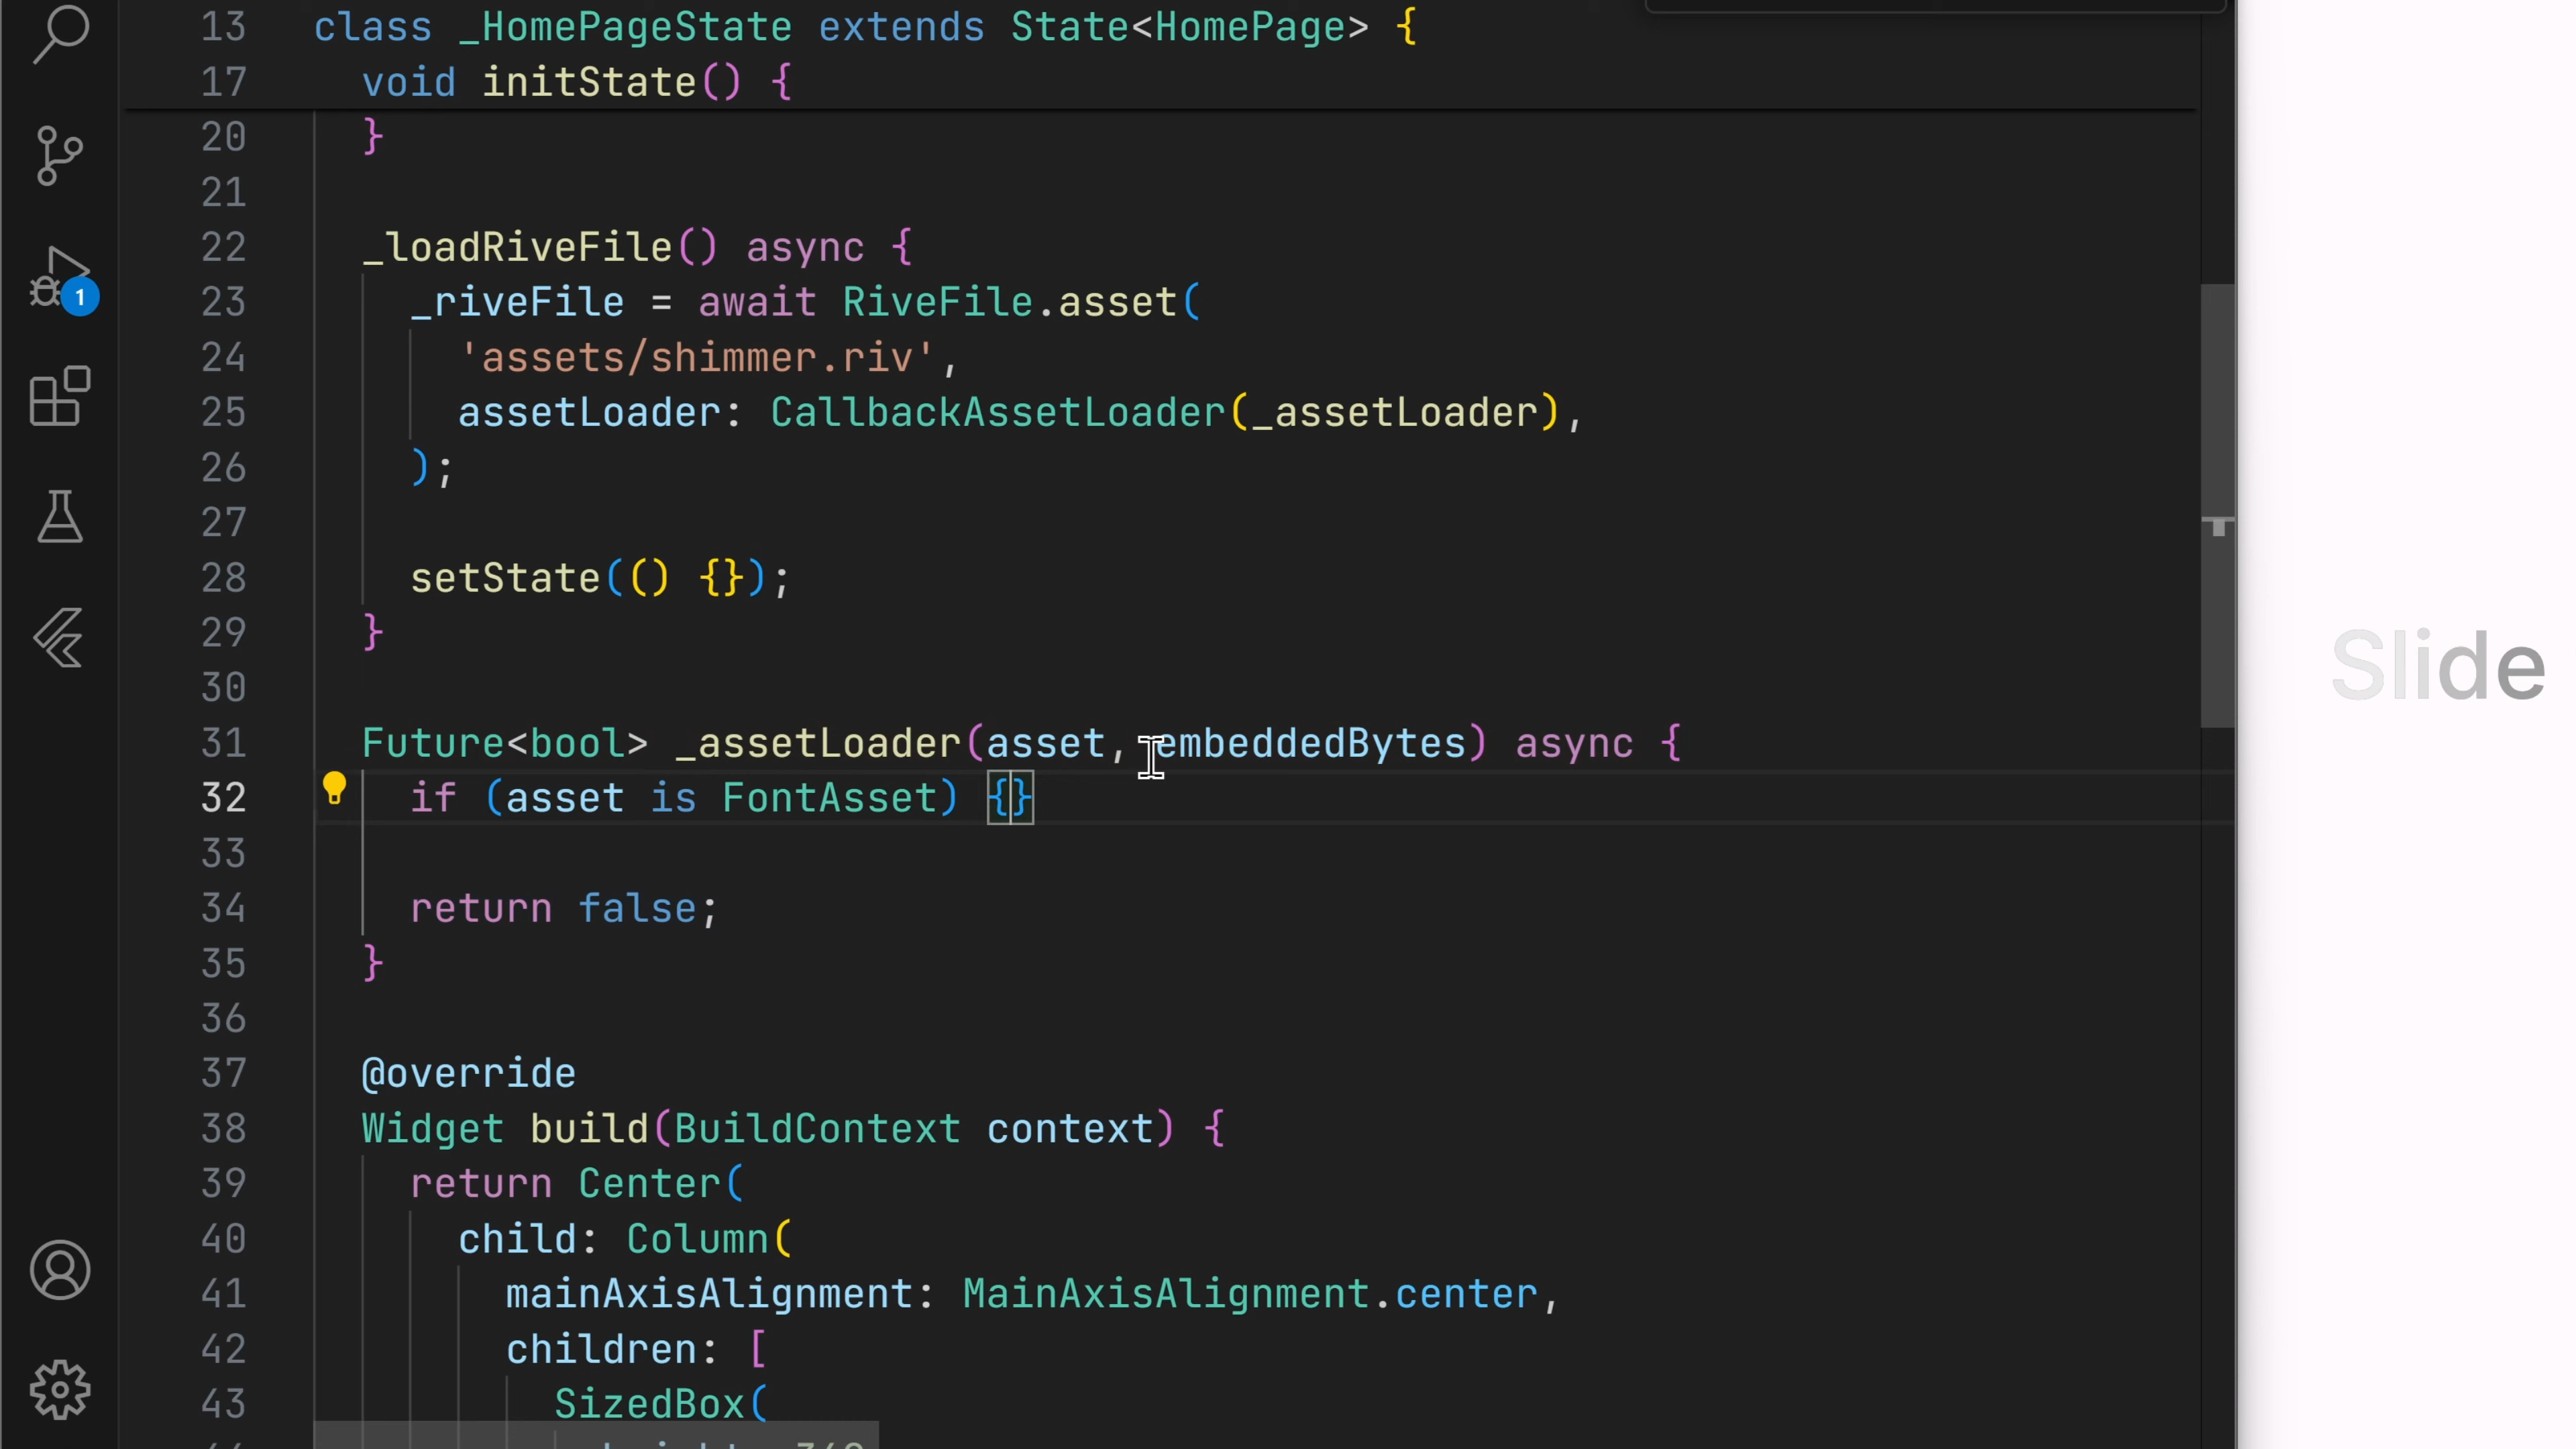 13 class _HomePageState extends State<HomePage> {
17 void initState() {
20 }
21
22 _loadRiveFile() async {
23 _riveFile = await RiveFile.asset(
24 'assets/shimmer.riv',
25 assetLoader: CallbackAssetLoader(_assetLoader),
26 );
27
28 setState(() {});
29 }
30
31 Future<bool> _assetLoader(asset, embeddedBytes) async {
32 if (asset is FontAsset) {}
33
34 return false;
35 }
36
37 @override
38 Widget build(BuildContext context) {
39 return Center(
40 child: Column(
41 mainAxisAlignment: MainAxisAlignment.center,
42 children: [
43 SizedBox(
1
Slide